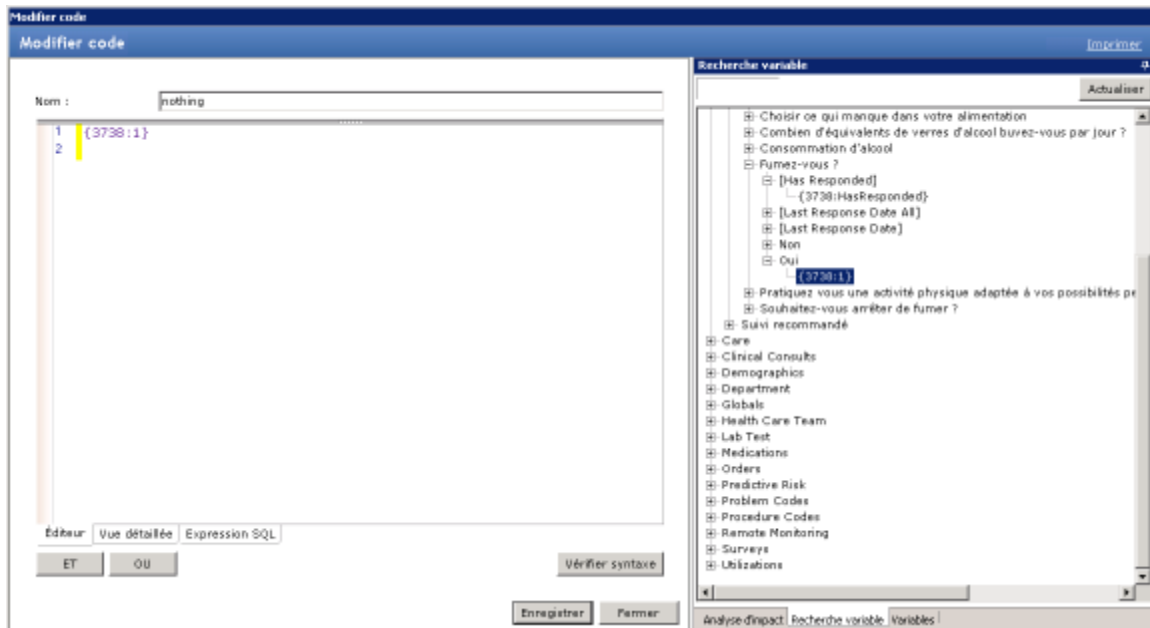 Modifier code
Modifier code
Imprimer
Nom :
nothing
1 {3738:1}
2
Éditeur
Vue détaillée
Expression SQL
ET
OU
Vérifier syntaxe
Enregistrer
Fermer
Recherche variable
Actualiser
Choisir ce qui manque dans votre alimentation
Combien d'équivalents de verres d'alcool buvez-vous par jour ?
Consommation d'alcool
Fumez-vous ?
[Has Responded]
{3738:HasResponded}
[Last Response Date All]
[Last Response Date]
Non
Oui
{3738:1}
Pratiquez vous une activité physique adaptée à vos possibilités pe
Souhaitez-vous arrêter de fumer ?
Suivi recommandé
Care
Clinical Consults
Demographics
Department
Globals
Health Care Team
Lab Test
Medications
Orders
Predictive Risk
Problem Codes
Procedure Codes
Remote Monitoring
Surveys
Utilizations
Analyse d'impact
Recherche variable
Variables